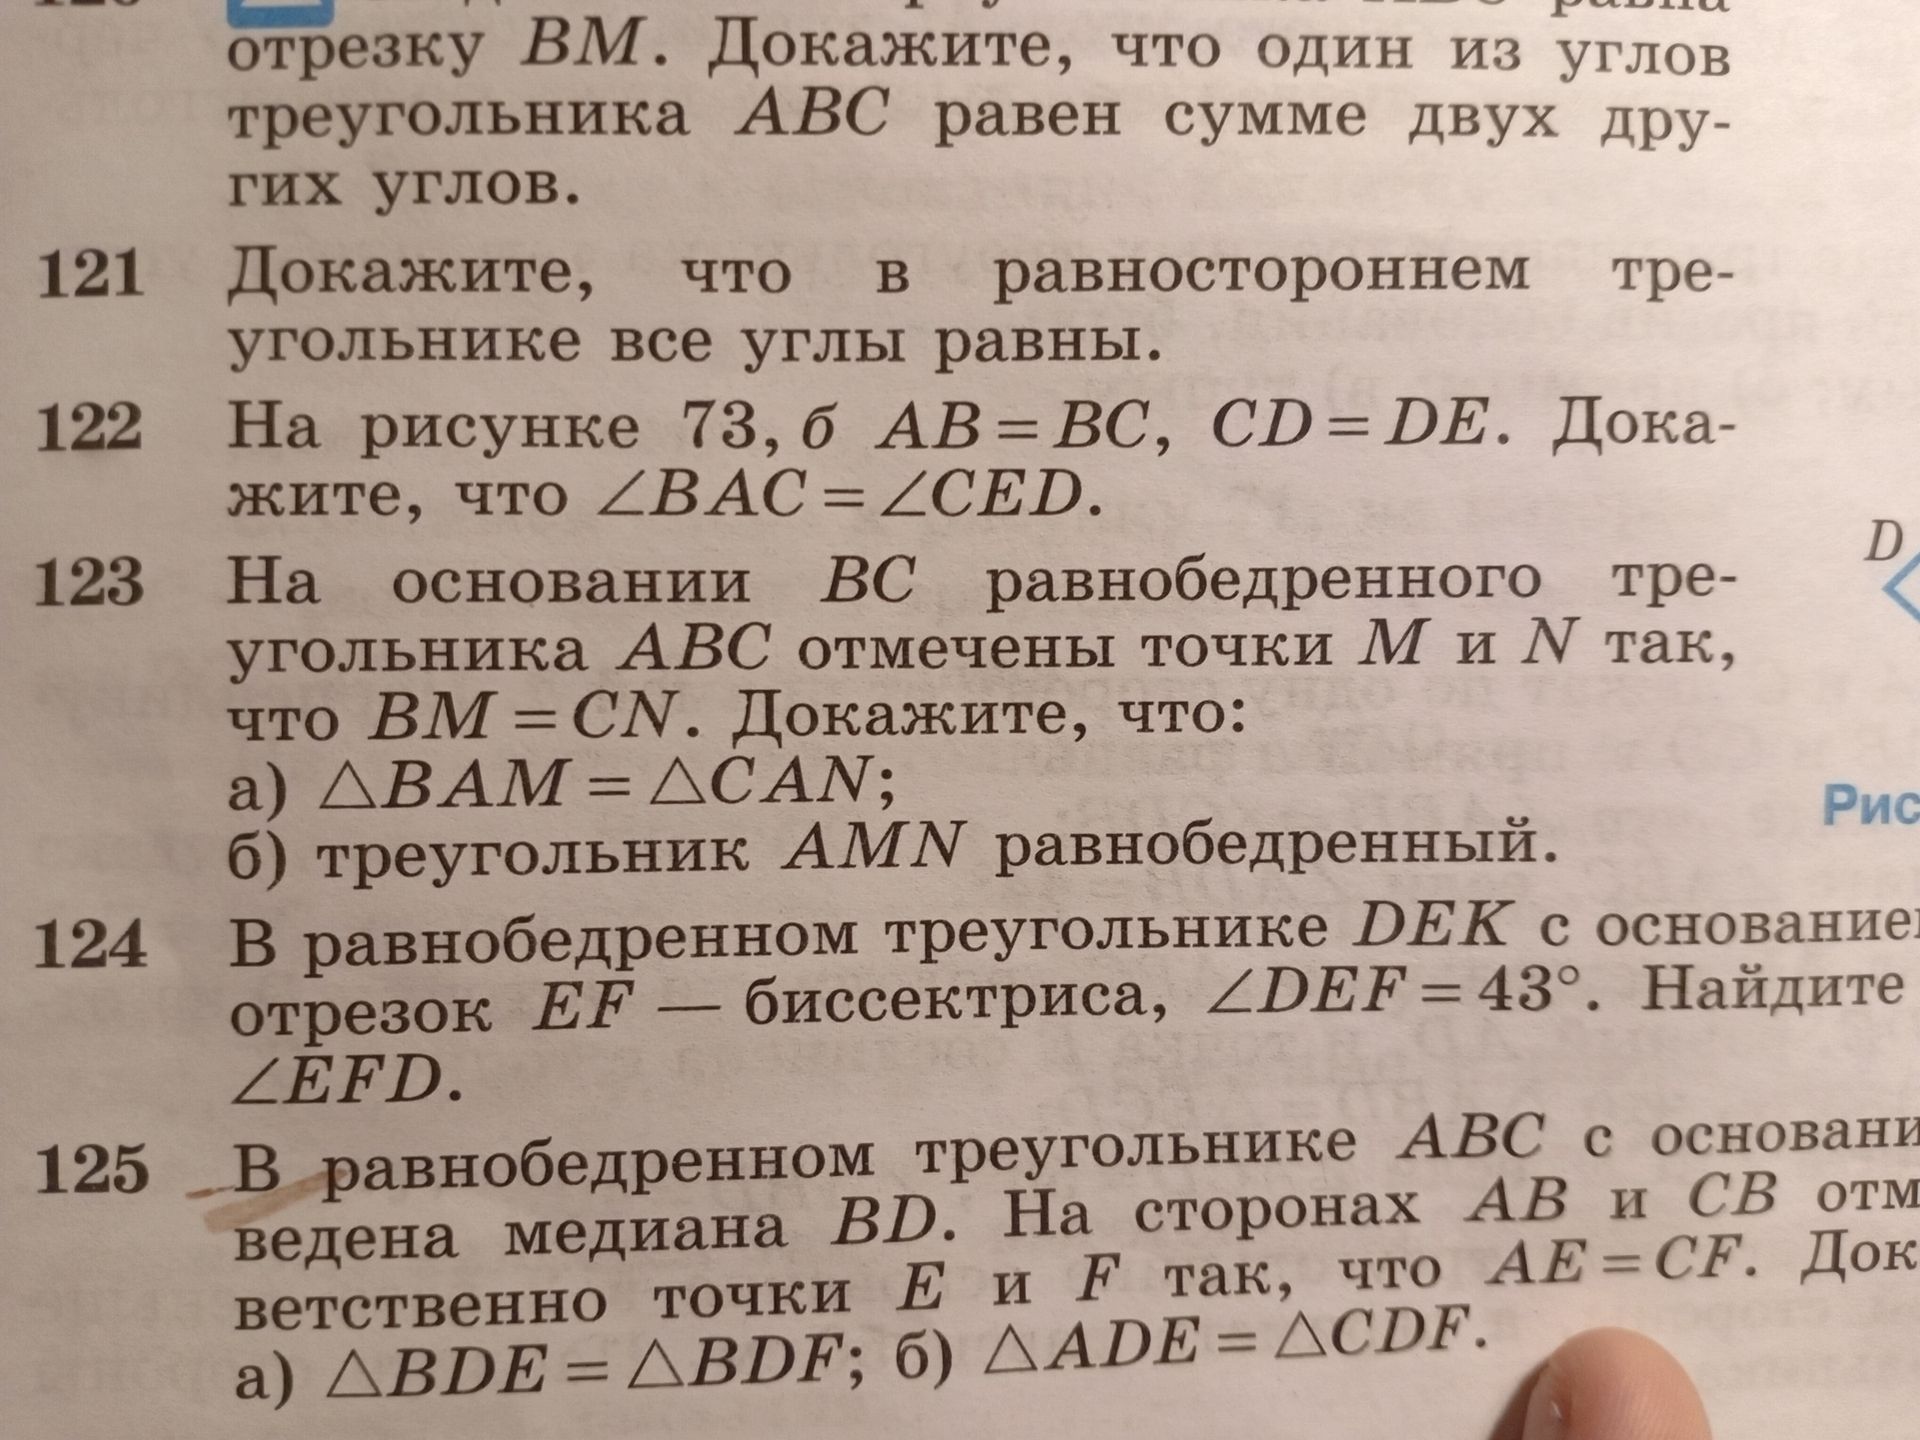 равна
отрезку BM. Докажите, что один из углов
треугольника ABC равен сумме двух дру-
гих углов.
121 Докажите, что в равностороннем тре-
угольнике все углы равны.
122 На рисунке 73, б AB = BC, CD = DE. Дока-
жите, что ∠BAC = ∠CED.
123 На основании BC равнобедренного тре-
угольника ABC отмечены точки M и N так,
что BM = CN. Докажите, что:
а) △BAM = △CAN;
б) треугольник AMN равнобедренный.
D
Рис
124 В равнобедренном треугольнике DEK с основание
отрезок EF — биссектриса, ∠DEF = 43°. Найдите
∠EFD.
125 В равнобедренном треугольнике ABC с основани
ведена медиана BD. На сторонах AB и CB отм
ветственно точки E и F так, что AE = CF. Док
а) △BDE = △BDF; б) △ADE = △CDF.